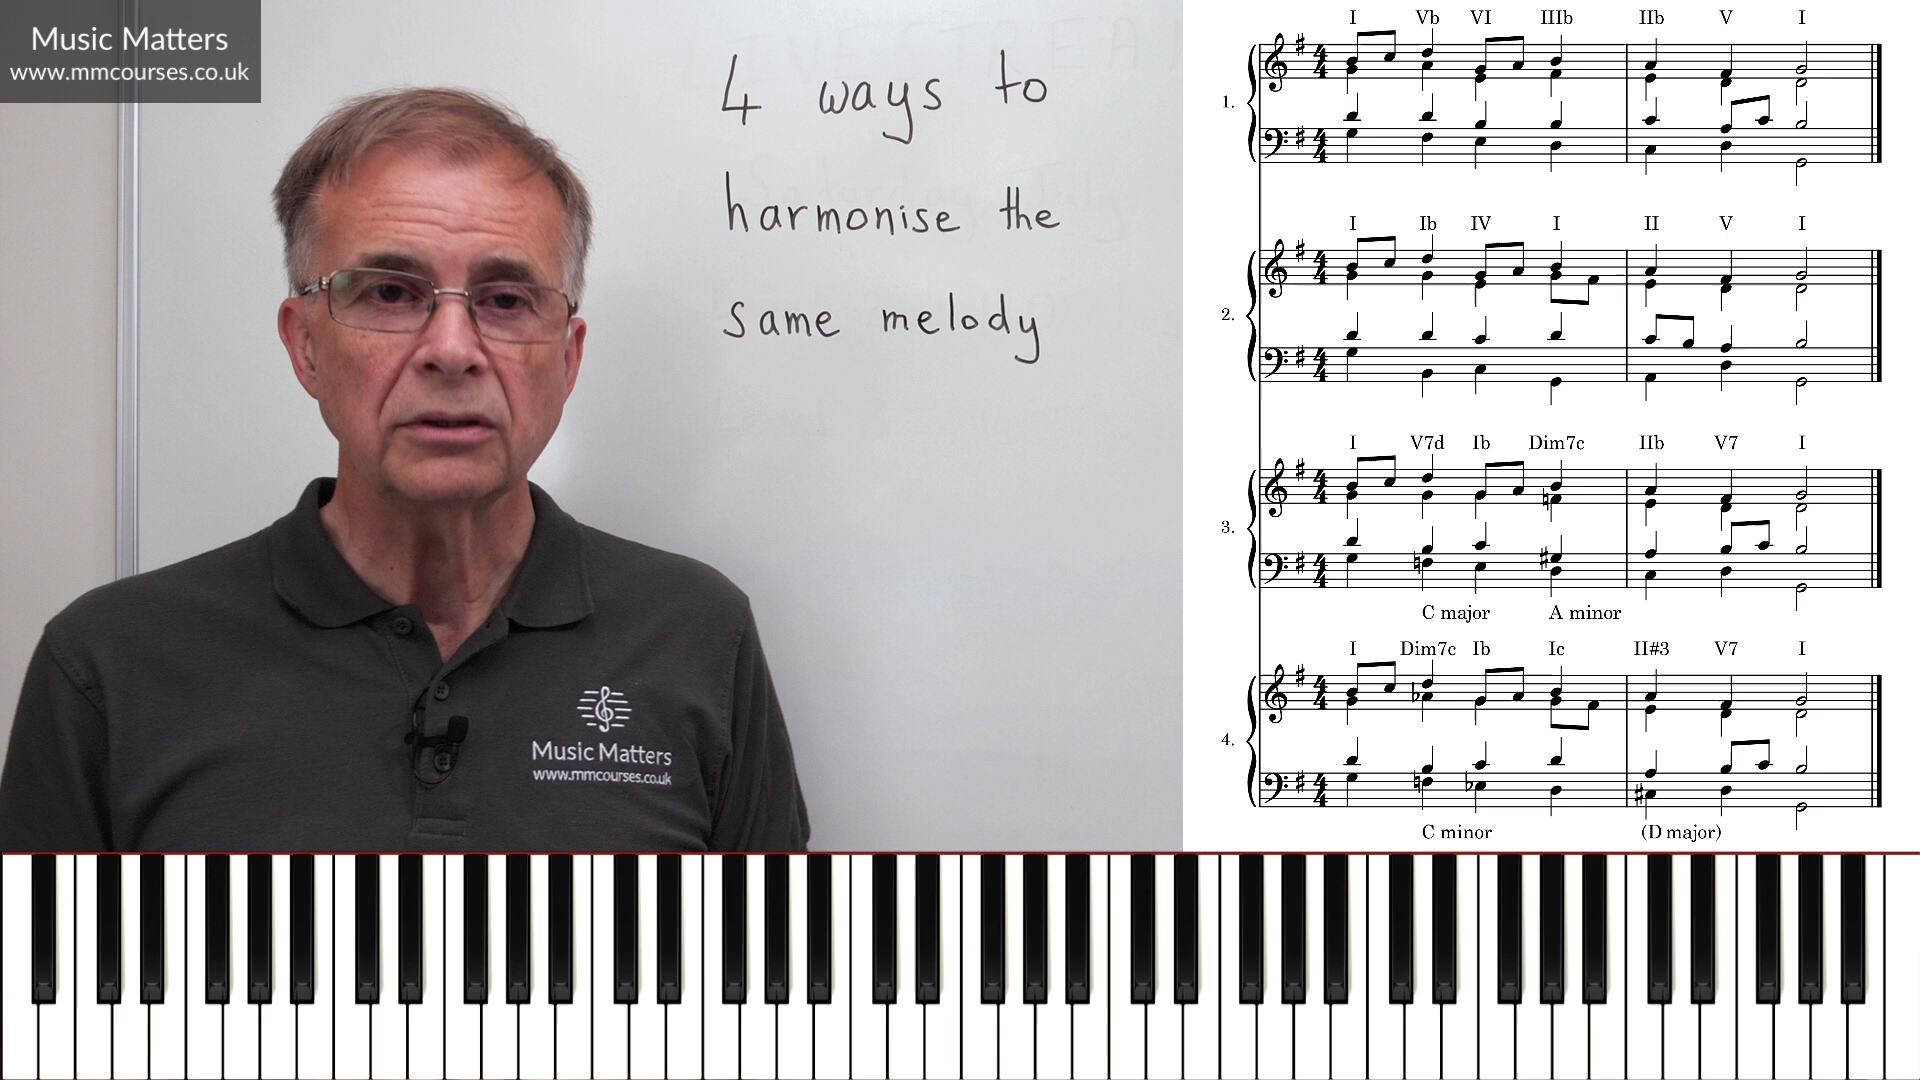 Music Matters
www.mmcourses.co.uk
4 ways to
harmonise the
same melody
Music Matters
www.mmcourses.co.uk
I Vb VI IIIb IIb V I
1.
I Ib IV I II V I
2.
I V7d Ib Dim7c IIb V7 I
3.
C major A minor
I Dim7c Ib Ic II#3 V7 I
4.
C minor (D major)